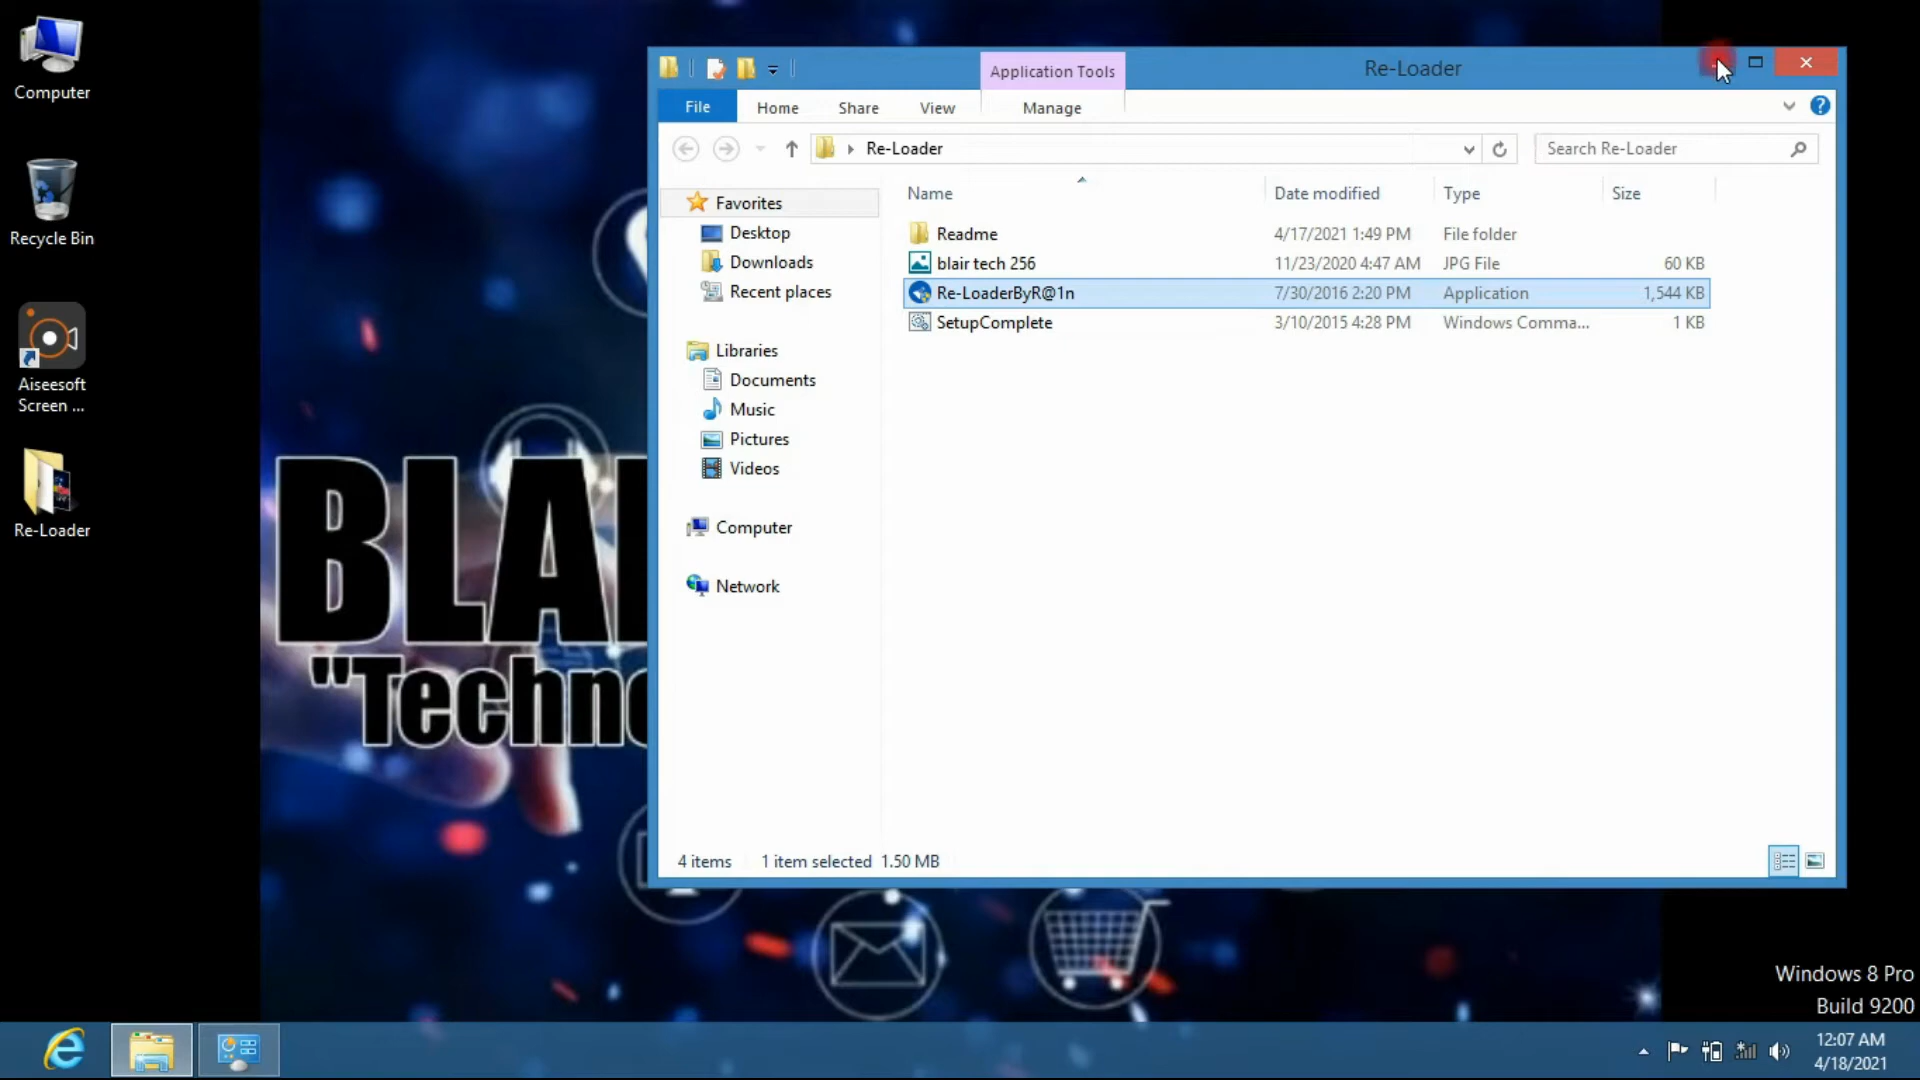 Computer
Recycle Bin
Aiseesoft
Screen ...
Re-Loader
BLAI
"Techno
Application Tools
Re-Loader
File
Home
Share
View
Manage
Re-Loader
Search Re-Loader
Name
Date modified
Type
Size
Favorites
Desktop
Downloads
Recent places
Libraries
Documents
Music
Pictures
Videos
Computer
Network
Readme 4/17/2021 1:49 PM File folder
blair tech 256 11/23/2020 4:47 AM JPG File 60 KB
Re-LoaderByR@1n 7/30/2016 2:20 PM Application 1,544 KB
SetupComplete 3/10/2015 4:28 PM Windows Comma... 1 KB
4 items 1 item selected 1.50 MB
Windows 8 Pro
Build 9200
12:07 AM
4/18/2021